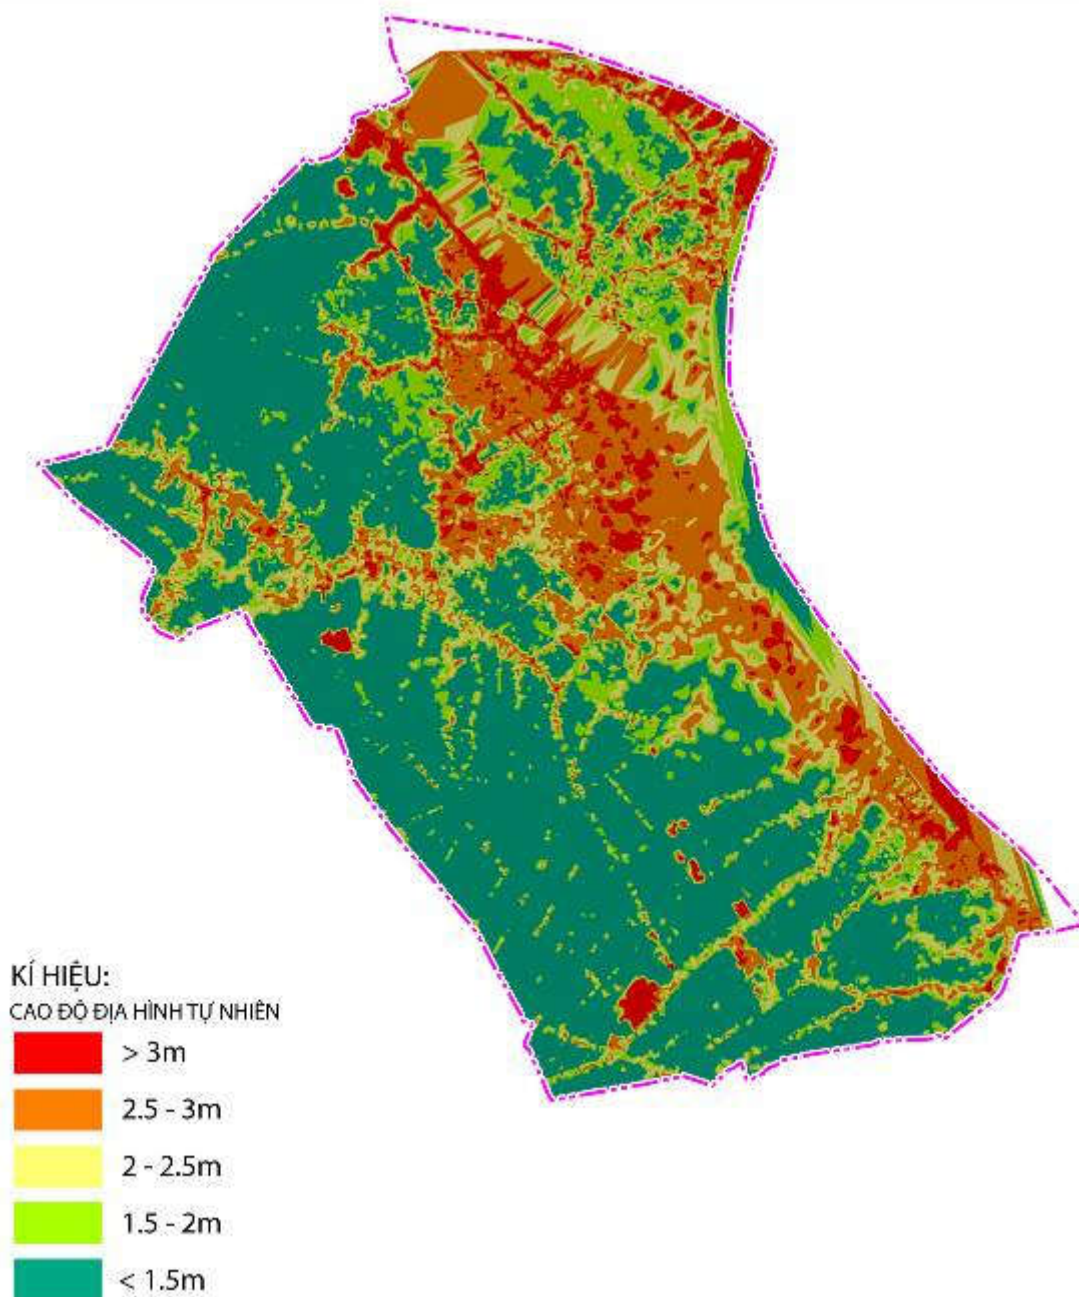 KÍ HIỆU:
CAO ĐỘ ĐỊA HÌNH TỰ NHIÊN
> 3m
2.5 - 3m
2 - 2.5m
1.5 - 2m
< 1.5m